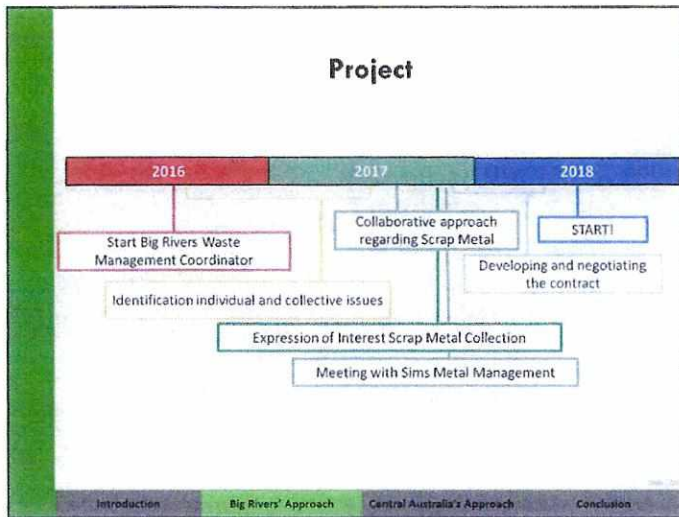 Project
2016
2017
2018
Start Big Rivers Waste
Management Coordinator
Collaborative approach
regarding Scrap Metal
START!
Developing and negotiating
the contract
Identification individual and collective issues
Expression of Interest Scrap Metal Collection
Meeting with Sims Metal Management
Introduction
Big Rivers' Approach
Central Australia's Approach
Conclusion